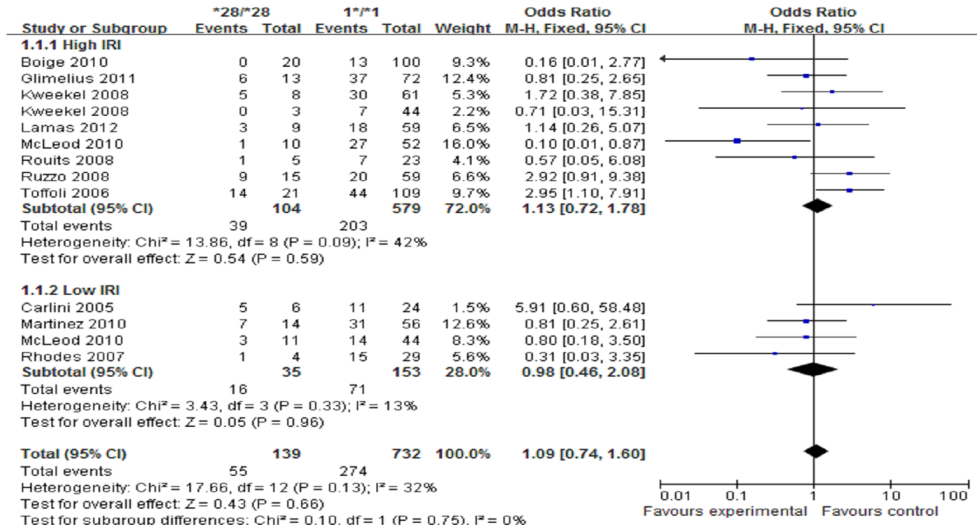 *28/*28 1*/*1 Odds Ratio Odds Ratio
Study or Subgroup Events Total Events Total Weight M-H, Fixed, 95% CI M-H, Fixed, 95% CI
1.1.1 High IRI
Boige 2010 0 20 13 100 9.3% 0.16 [0.01, 2.77]
Glimelius 2011 6 13 37 72 12.4% 0.81 [0.25, 2.65]
Kweekel 2008 5 8 30 61 5.3% 1.72 [0.38, 7.85]
Kweekel 2008 0 3 7 44 2.2% 0.71 [0.03, 15.31]
Lamas 2012 3 9 18 59 6.5% 1.14 [0.26, 5.07]
McLeod 2010 1 10 27 52 16.0% 0.10 [0.01, 0.87]
Rouits 2008 1 5 7 23 4.1% 0.57 [0.05, 6.08]
Ruzzo 2008 9 15 20 59 6.5% 2.92 [0.91, 9.38]
Toffoli 2006 14 21 44 109 9.7% 2.95 [1.10, 7.91]
Subtotal (95% CI) 104 579 72.0% 1.13 [0.72, 1.78]
Total events 39 203
Heterogeneity: Chi² = 13.86, df = 8 (P = 0.09); I² = 42%
Test for overall effect: Z = 0.54 (P = 0.59)
1.1.2 Low IRI
Carlini 2005 5 6 11 24 1.5% 5.91 [0.60, 58.48]
Martinez 2010 7 14 31 56 12.6% 0.81 [0.25, 2.61]
McLeod 2010 3 11 14 44 8.3% 0.80 [0.18, 3.50]
Rhodes 2007 1 4 15 29 5.6% 0.31 [0.03, 3.35]
Subtotal (95% CI) 35 153 28.0% 0.98 [0.46, 2.08]
Total events 16 71
Heterogeneity: Chi² = 3.43, df = 3 (P = 0.33); I² = 13%
Test for overall effect: Z = 0.05 (P = 0.96)
Total (95% CI) 139 732 100.0% 1.09 [0.74, 1.60]
Total events 55 274
Heterogeneity: Chi² = 17.66, df = 12 (P = 0.13); I² = 32%
Test for overall effect: Z = 0.43 (P = 0.66)
Test for subgroup differences: Chi² = 0.10, df = 1 (P = 0.75), I² = 0%
0.01 0.1 1 10 100
Favours experimental Favours control